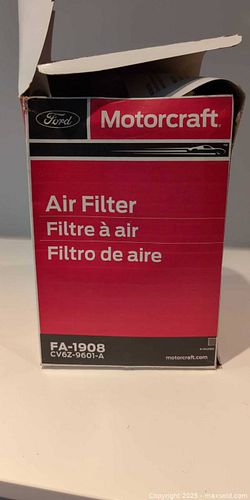 Ford
Motorcraft
Air Filter
Filtre à air
Filtro de aire
FA-1908
CV6Z-9601-A
motorcraft.com
Copyright 2025 - maxsold.com